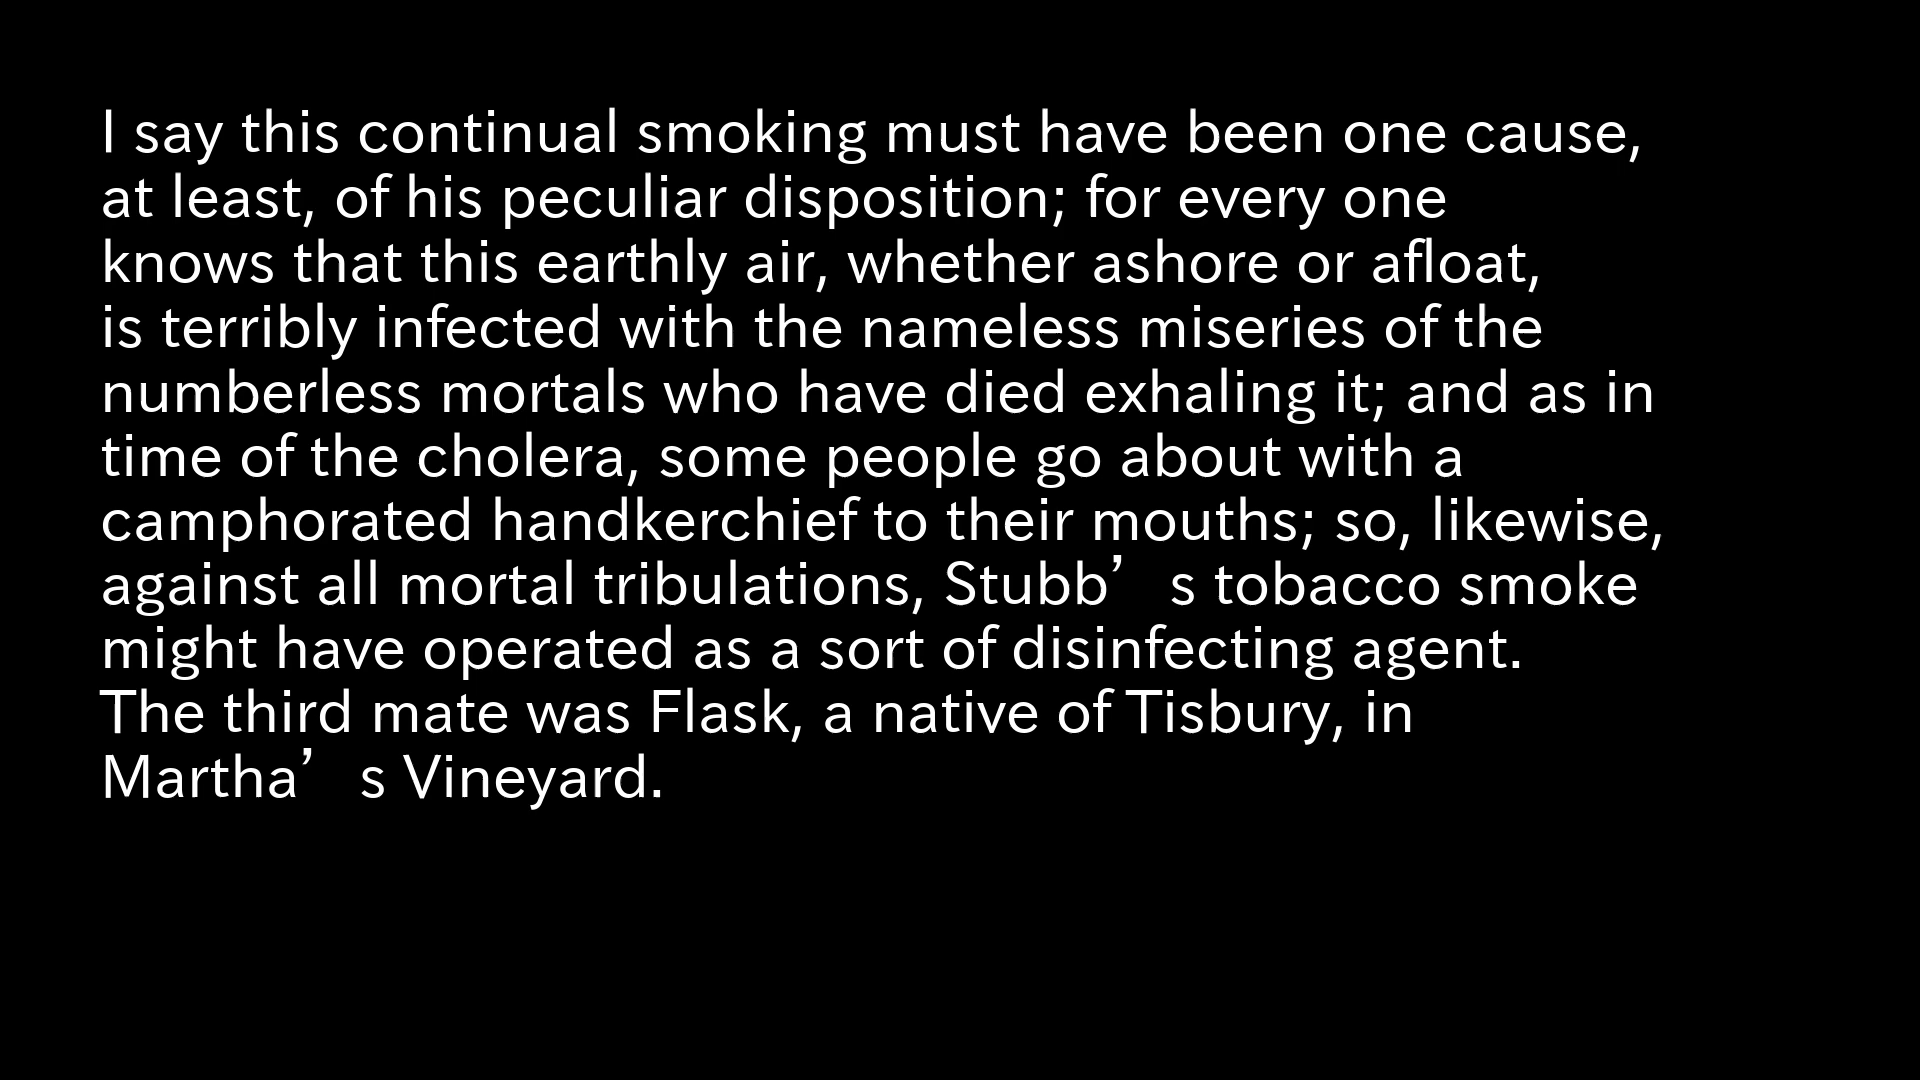 I say this continual smoking must have been one cause,
at least, of his peculiar disposition; for every one
knows that this earthly air, whether ashore or afloat,
is terribly infected with the nameless miseries of the
numberless mortals who have died exhaling it; and as in
time of the cholera, some people go about with a
camphorated handkerchief to their mouths; so, likewise,
against all mortal tribulations, Stubb’s tobacco smoke
might have operated as a sort of disinfecting agent.
The third mate was Flask, a native of Tisbury, in
Martha’s Vineyard.